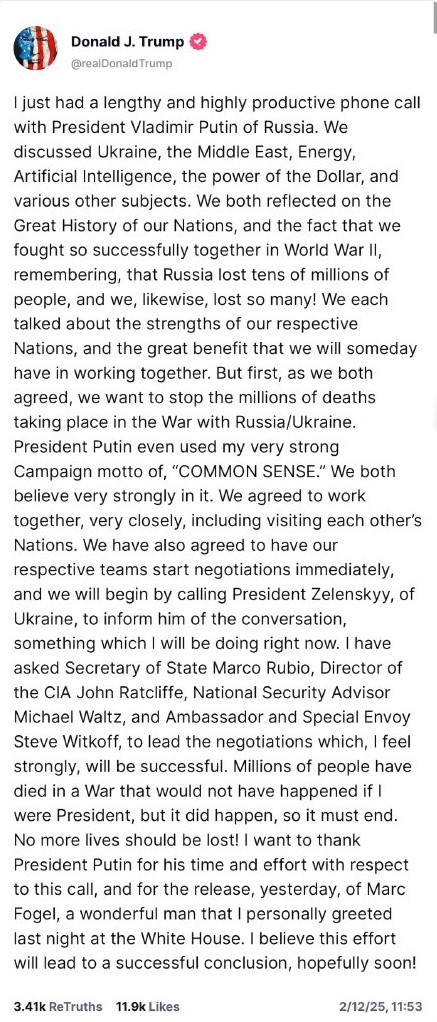 Donald J. Trump
@realDonaldTrump
I just had a lengthy and highly productive phone call
with President Vladimir Putin of Russia. We
discussed Ukraine, the Middle East, Energy,
Artificial Intelligence, the power of the Dollar, and
various other subjects. We both reflected on the
Great History of our Nations, and the fact that we
fought so successfully together in World War II,
remembering, that Russia lost tens of millions of
people, and we, likewise, lost so many! We each
talked about the strengths of our respective
Nations, and the great benefit that we will someday
have in working together. But first, as we both
agreed, we want to stop the millions of deaths
taking place in the War with Russia/Ukraine.
President Putin even used my very strong
Campaign motto of, “COMMON SENSE.” We both
believe very strongly in it. We agreed to work
together, very closely, including visiting each other’s
Nations. We have also agreed to have our
respective teams start negotiations immediately,
and we will begin by calling President Zelenskyy, of
Ukraine, to inform him of the conversation,
something which I will be doing right now. I have
asked Secretary of State Marco Rubio, Director of
the CIA John Ratcliffe, National Security Advisor
Michael Waltz, and Ambassador and Special Envoy
Steve Witkoff, to lead the negotiations which, I feel
strongly, will be successful. Millions of people have
died in a War that would not have happened if I
were President, but it did happen, so it must end.
No more lives should be lost! I want to thank
President Putin for his time and effort with respect
to this call, and for the release, yesterday, of Marc
Fogel, a wonderful man that I personally greeted
last night at the White House. I believe this effort
will lead to a successful conclusion, hopefully soon!
3.41k ReTruths 11.9k Likes 2/12/25, 11:53